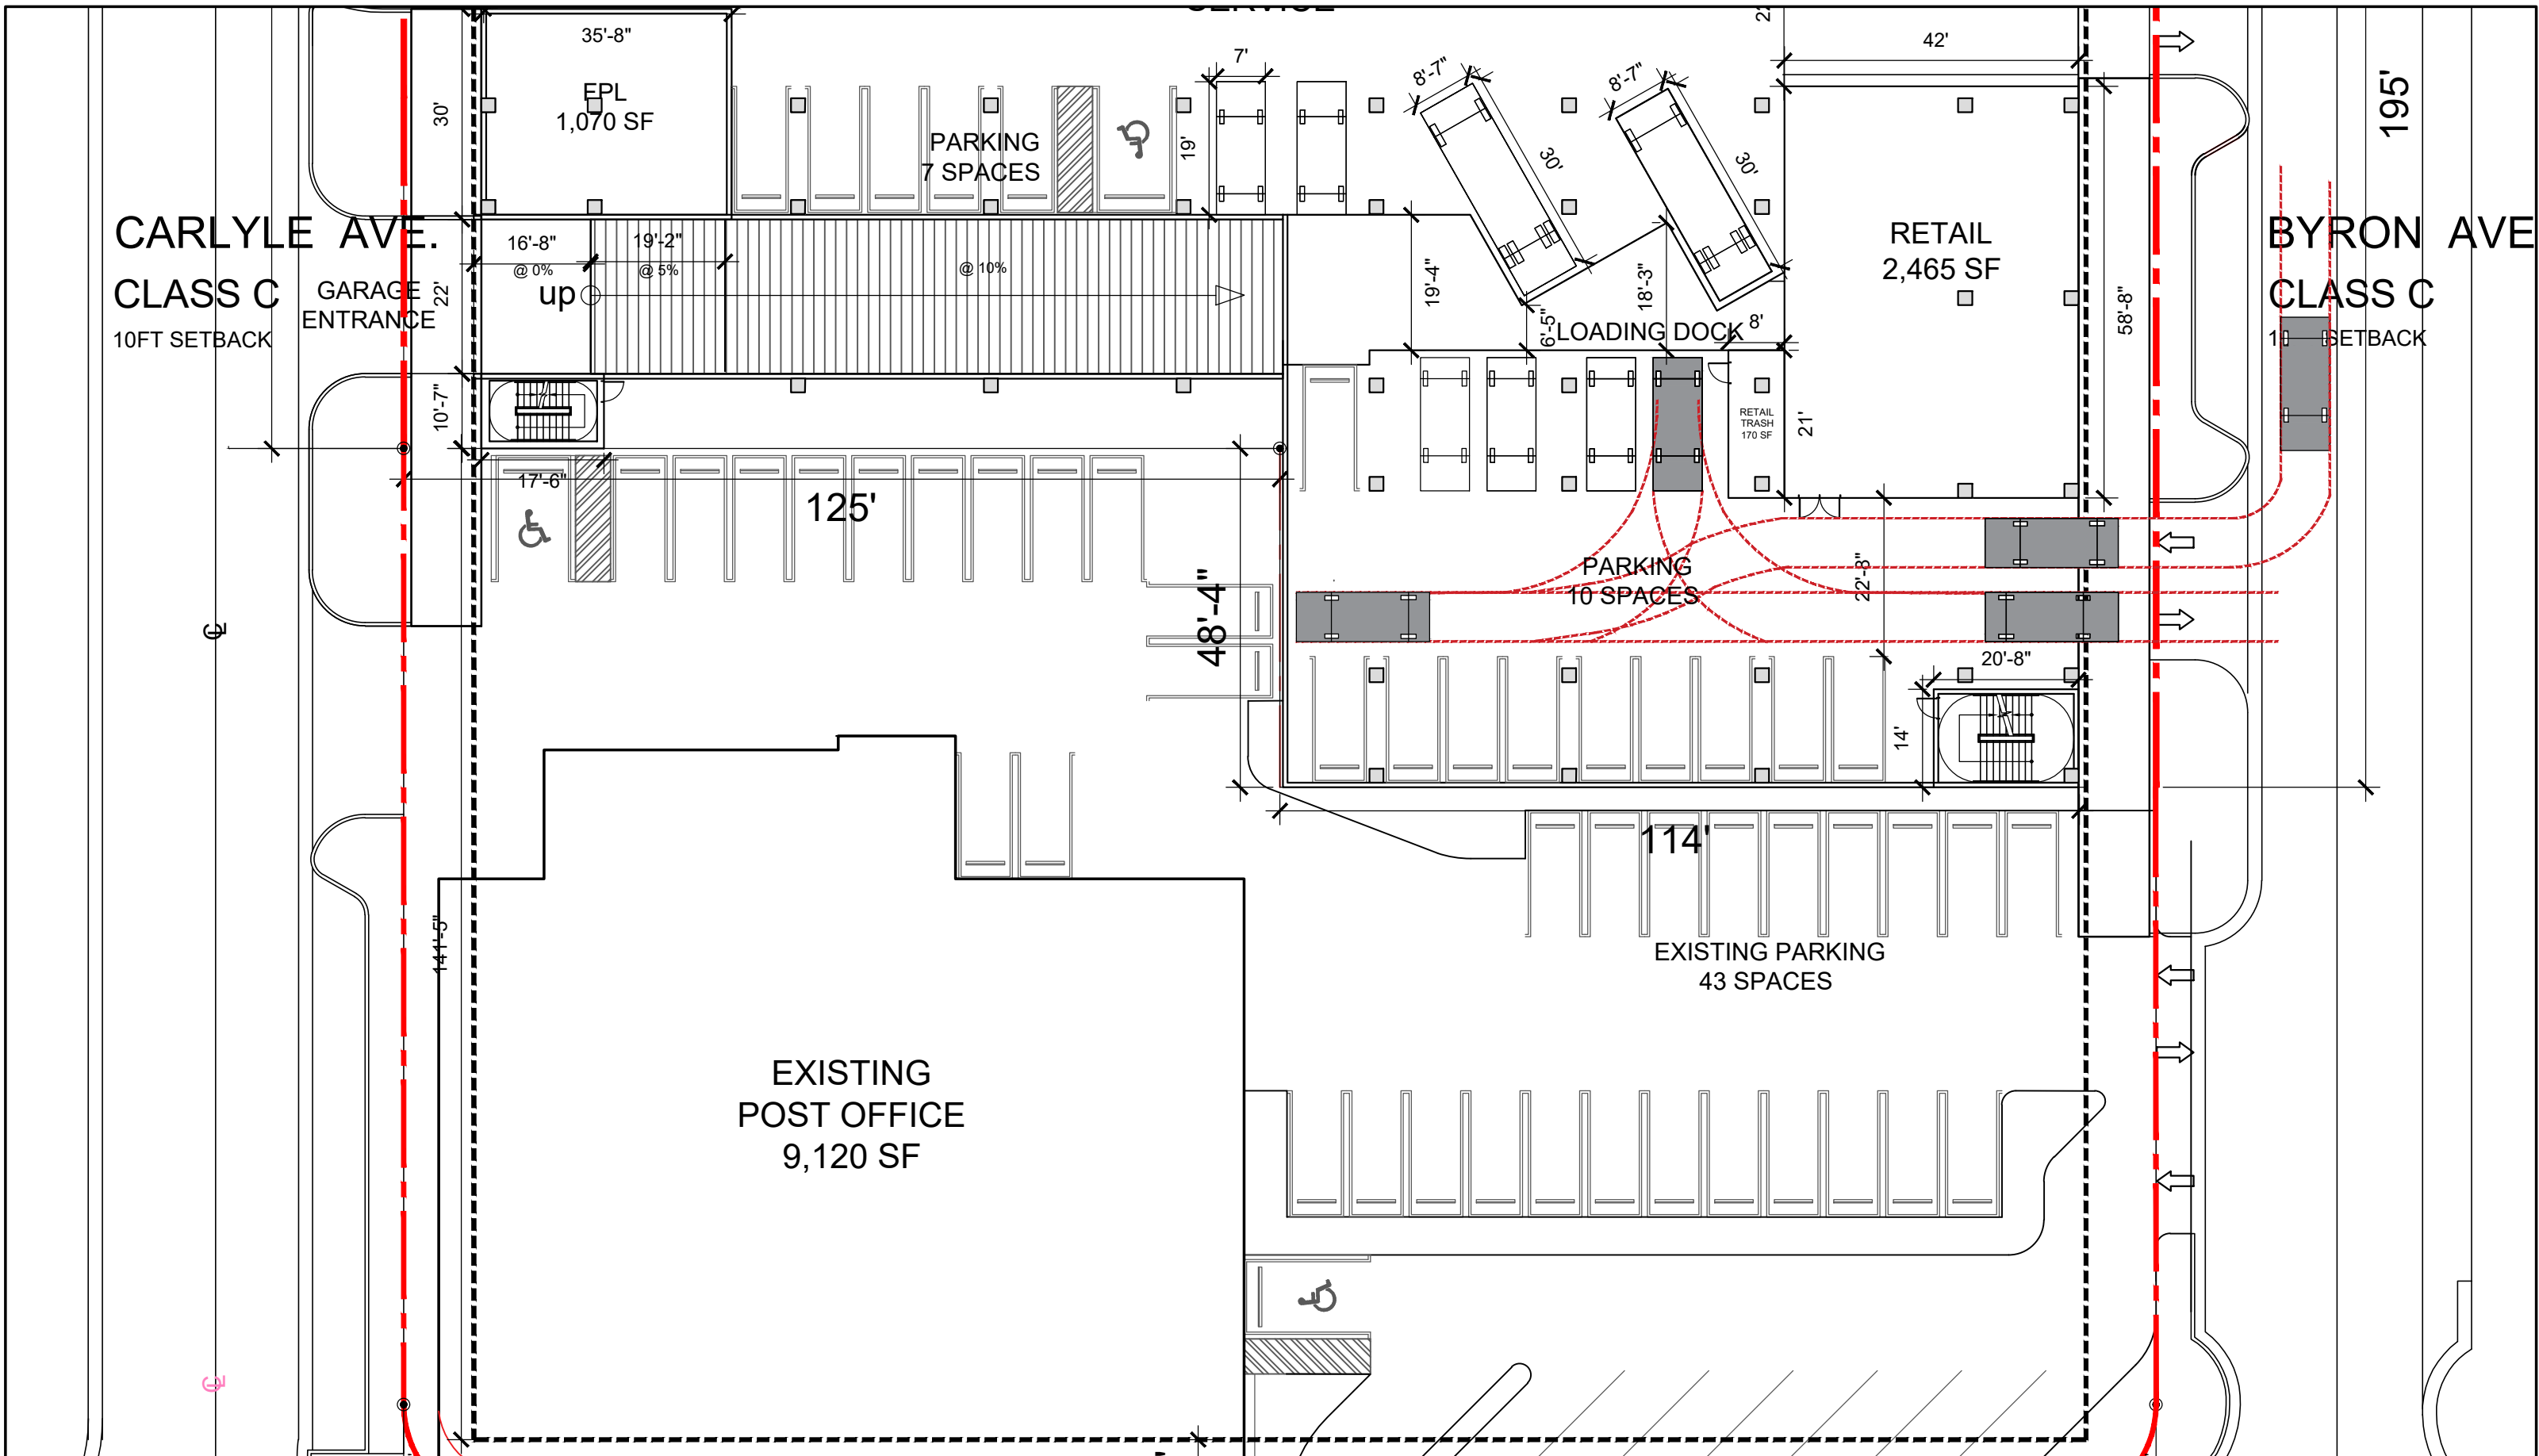 SERVICE
35'-8"
7'
8'-7"
8'-7"
42'
195'
30'
FPL
1,070 SF
PARKING
7 SPACES
19'
30'
30'
CARLYLE AVE.
CLASS C
10FT SETBACK
GARAGE
ENTRANCE
22'
16'-8"
@ 0%
19'-2"
@ 5%
@ 10%
up
19'-4"
18'-3"
6'-5"
LOADING DOCK
8'
RETAIL
2,465 SF
58'-8"
BYRON AVE
CLASS C
SETBACK
10'-7"
17'-6"
125'
RETAIL
TRASH
170 SF
21'
48'-4"
PARKING
10 SPACES
22'-8"
20'-8"
14'
114'
141'-5"
EXISTING PARKING
43 SPACES
EXISTING
POST OFFICE
9,120 SF